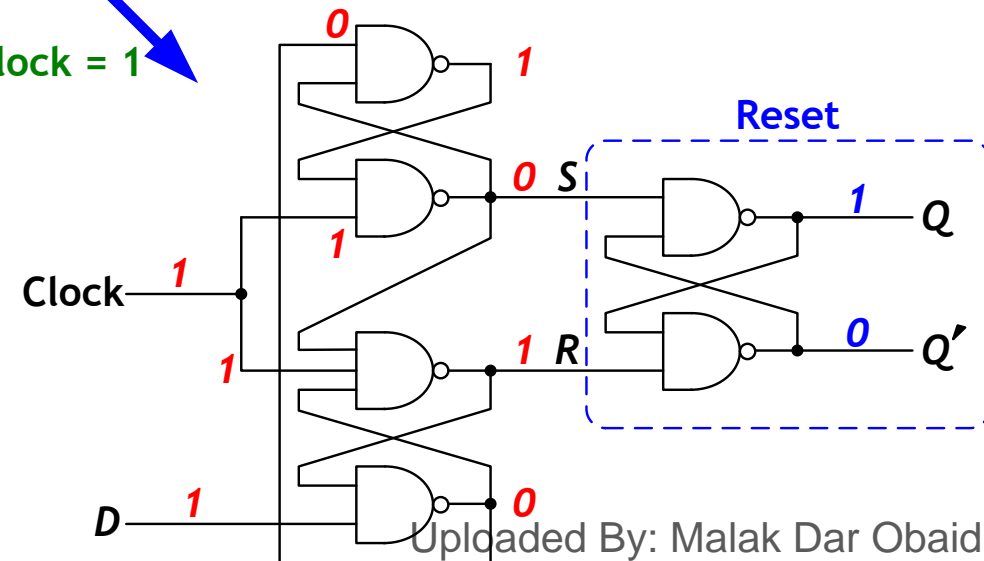 0
lock = 1
1
Reset
0 S
1
Q
1
1
Clock
1
1 R
0
Q′
1
D
0
Uploaded By: Malak Dar Obaid